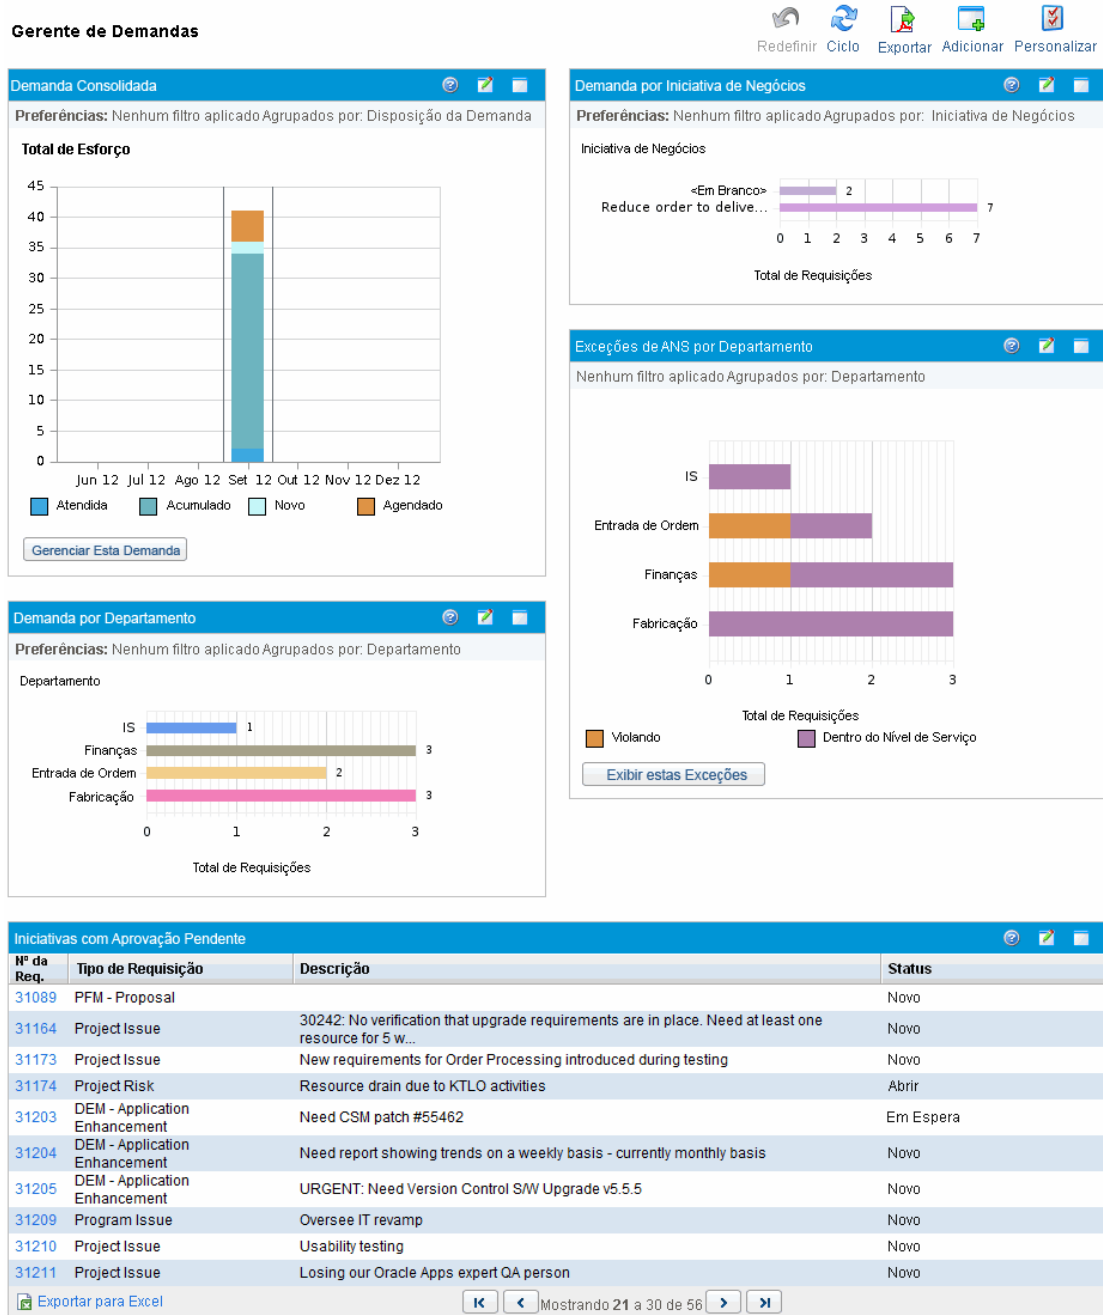 Gerente de Demandas
Redefinir Ciclo Exportar Adicionar Personalizar
Demanda Consolidada
Preferências: Nenhum filtro aplicado Agrupados por: Disposição da Demanda
Total de Esforço
45
40
35
30
25
20
15
10
5
0
Jun 12 Jul 12 Ago 12 Set 12 Out 12 Nov 12 Dez 12
Atendida Acumulado Novo Agendado
Gerenciar Esta Demanda
Demanda por Departamento
Preferências: Nenhum filtro aplicado Agrupados por: Departamento
Departamento
IS 1
Finanças 3
Entrada de Ordem 2
Fabricação 3
0 1 2 3
Total de Requisições
Demanda por Iniciativa de Negócios
Preferências: Nenhum filtro aplicado Agrupados por: Iniciativa de Negócios
Iniciativa de Negócios
<Em Branco> 2
Reduce order to delive... 7
0 1 2 3 4 5 6 7
Total de Requisições
Exceções de ANS por Departamento
Nenhum filtro aplicado Agrupados por: Departamento
IS
Entrada de Ordem
Finanças
Fabricação
0 1 2 3
Total de Requisições
Violando Dentro do Nível de Serviço
Exibir estas Exceções
Iniciativas com Aprovação Pendente
Nº da Req. Tipo de Requisição Descrição Status
31089 PFM - Proposal Novo
31164 Project Issue 30242: No verification that upgrade requirements are in place. Need at least one resource for 5 w... Novo
31173 Project Issue New requirements for Order Processing introduced during testing Novo
31174 Project Risk Resource drain due to KTLO activities Abrir
31203 DEM - Application Enhancement Need CSM patch #55462 Em Espera
31204 DEM - Application Enhancement Need report showing trends on a weekly basis - currently monthly basis Novo
31205 DEM - Application Enhancement URGENT: Need Version Control S/W Upgrade v5.5.5 Novo
31209 Program Issue Oversee IT revamp Novo
31210 Project Issue Usability testing Novo
31211 Project Issue Losing our Oracle Apps expert QA person Novo
Exportar para Excel Mostrando 21 a 30 de 56